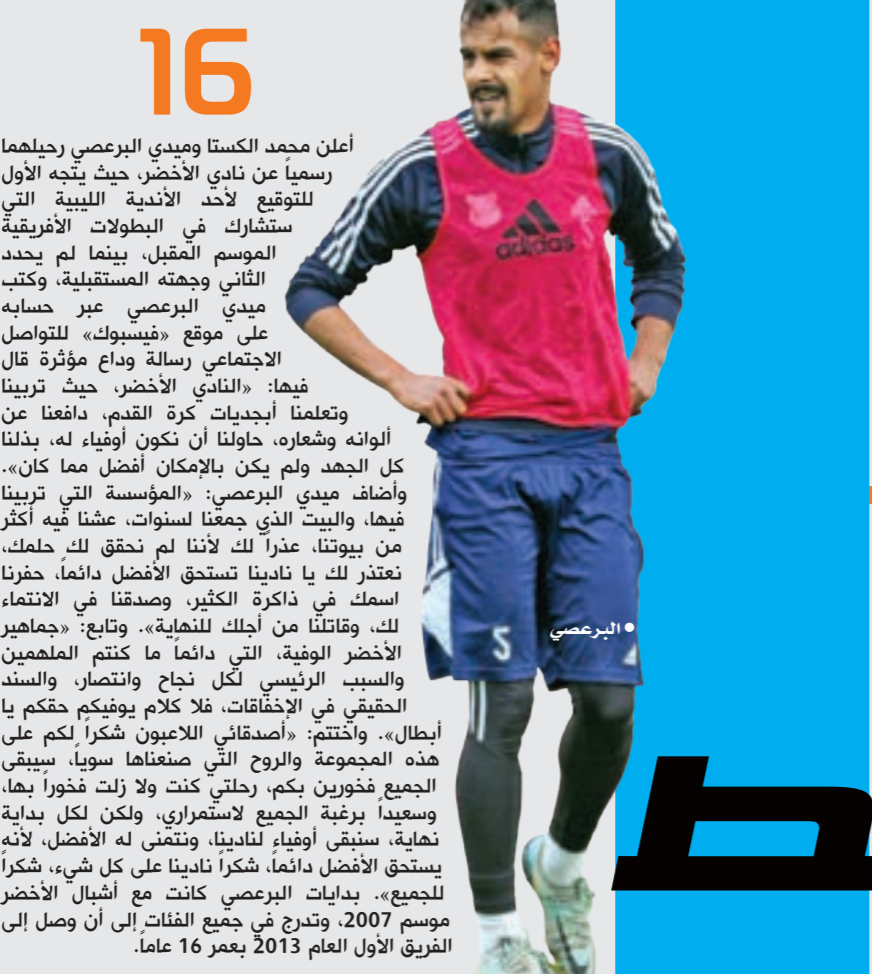 16
أعلن محمد الكستا وميدي البرعصي رحيلهما
رسمياً عن نادي الأخضر، حيث يتجه الأول
للتوقيع لأحد الأندية الليبية التي
ستشارك في البطولات الأفريقية
الموسم المقبل، بينما لم يحدد
الثاني وجهته المستقبلية، وكتب
ميدي البرعصي عبر حسابه
على موقع «فيسبوك» للتواصل
الاجتماعي رسالة وداع مؤثرة قال
فيها: «النادي الأخضر، حيث تربينا
وتعلمنا أبجديات كرة القدم، دافعنا عن
ألوانه وشعاره، حاولنا أن نكون أوفياء له، بذلنا
كل الجهد ولم يكن بالإمكان أفضل مما كان».
وأضاف ميدي البرعصي: «المؤسسة التي تربينا
فيها، والبيت الذي جمعنا لسنوات، عشنا فيه أكثر
من بيوتنا، عذراً لك لأننا لم نحقق لك حلمك،
نعتذر لك يا نادينا تستحق الأفضل دائماً، حفرنا
اسمك في ذاكرة الكثير، وصدقنا في الانتماء
لك، وقاتلنا من أجلك للنهاية». وتابع: «جماهير
الأخضر الوفية، التي دائماً ما كنتم الملهمين
والسبب الرئيسي لكل نجاح وانتصار، والسند
الحقيقي في الإخفاقات، فلا كلام يوفيكم حقكم يا
أبطال». واختتم: «أصدقائي اللاعبون شكراً لكم على
هذه المجموعة والروح التي صنعناها سوياً، سيبقى
الجميع فخورين بكم، رحلتي كنت ولا زلت فخوراً بها،
وسعيداً برغبة الجميع لاستمراري، ولكن لكل بداية
نهاية، سنبقى أوفياء لنادينا، ونتمنى له الأفضل، لأنه
يستحق الأفضل دائماً، شكراً نادينا على كل شيء، شكراً
للجميع». بدايات البرعصي كانت مع أشبال الأخضر
موسم 2007، وتدرج في جميع الفئات إلى أن وصل إلى
الفريق الأول العام 2013 بعمر 16 عاماً.
adidas
• البرعصي
5
ط